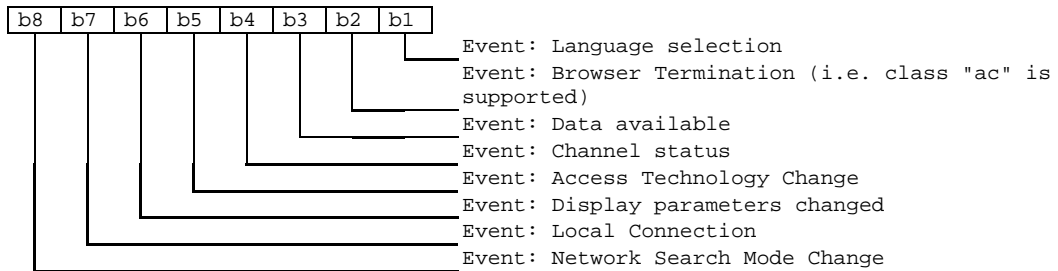 b8 b7 b6 b5 b4 b3 b2 b1
Event: Language selection
Event: Browser Termination (i.e. class "ac" is
supported)
Event: Data available
Event: Channel status
Event: Access Technology Change
Event: Display parameters changed
Event: Local Connection
Event: Network Search Mode Change